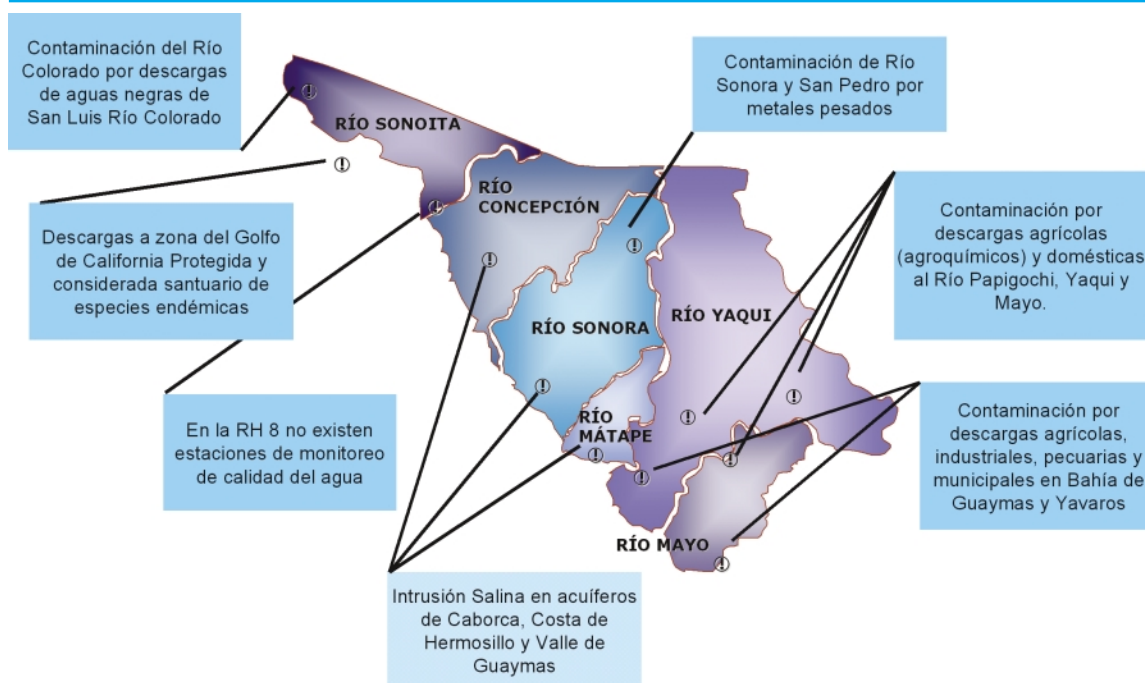 Contaminación del Río
Colorado por descargas
de aguas negras de
San Luis Río Colorado
Contaminación de Río
Sonora y San Pedro por
metales pesados
RÍO SONOITA
RÍO
CONCEPCIÓN
Descargas a zona del Golfo
de California Protegida y
considerada santuario de
especies endémicas
Contaminación por
descargas agrícolas
(agroquímicos) y domésticas
al Río Papigochi, Yaqui y
Mayo.
RÍO SONORA
RÍO YAQUI
En la RH 8 no existen
estaciones de monitoreo
de calidad del agua
RÍO
MÁTAPE
Contaminación por
descargas agrícolas,
industriales, pecuarias y
municipales en Bahía de
Guaymas y Yavaros
RÍO MAYO
Intrusión Salina en acuíferos
de Caborca, Costa de
Hermosillo y Valle de
Guaymas